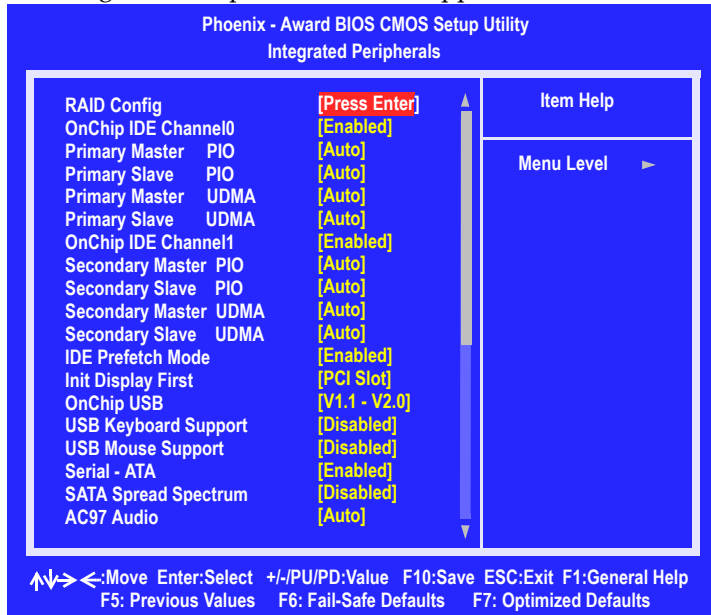 Phoenix - Award BIOS CMOS Setup Utility
Integrated Peripherals
RAID Config [Press Enter]
OnChip IDE Channel0 [Enabled]
Primary Master PIO [Auto]
Primary Slave PIO [Auto]
Primary Master UDMA [Auto]
Primary Slave UDMA [Auto]
OnChip IDE Channel1 [Enabled]
Secondary Master PIO [Auto]
Secondary Slave PIO [Auto]
Secondary Master UDMA [Auto]
Secondary Slave UDMA [Auto]
IDE Prefetch Mode [Enabled]
Init Display First [PCI Slot]
OnChip USB [V1.1 - V2.0]
USB Keyboard Support [Disabled]
USB Mouse Support [Disabled]
Serial - ATA [Enabled]
SATA Spread Spectrum [Disabled]
AC97 Audio [Auto]
Item Help
Menu Level ►
↑↓→←:Move Enter:Select +/-/PU/PD:Value F10:Save ESC:Exit F1:General Help
F5: Previous Values F6: Fail-Safe Defaults F7: Optimized Defaults